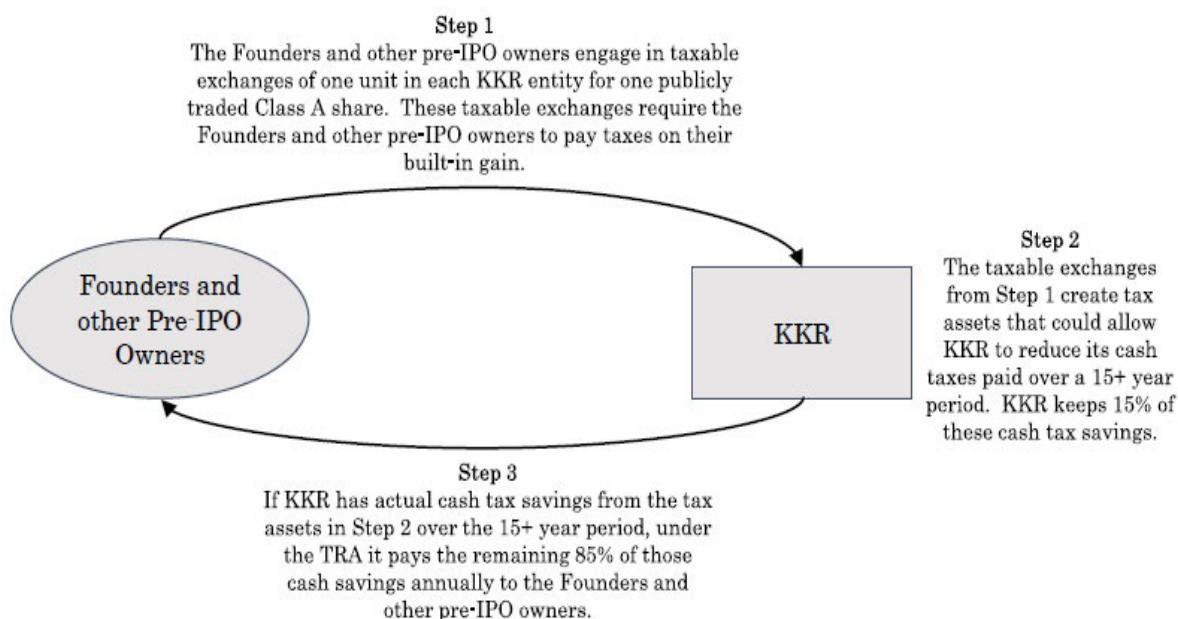 Step 1
The Founders and other pre-IPO owners engage in taxable
exchanges of one unit in each KKR entity for one publicly
traded Class A share.  These taxable exchanges require the
Founders and other pre-IPO owners to pay taxes on their
built-in gain.
Founders and
other Pre-IPO
Owners
KKR
Step 2
The taxable exchanges
from Step 1 create tax
assets that could allow
KKR to reduce its cash
taxes paid over a 15+ year
period.  KKR keeps 15% of
these cash tax savings.
Step 3
If KKR has actual cash tax savings from the tax
assets in Step 2 over the 15+ year period, under
the TRA it pays the remaining 85% of those
cash savings annually to the Founders and
other pre-IPO owners.